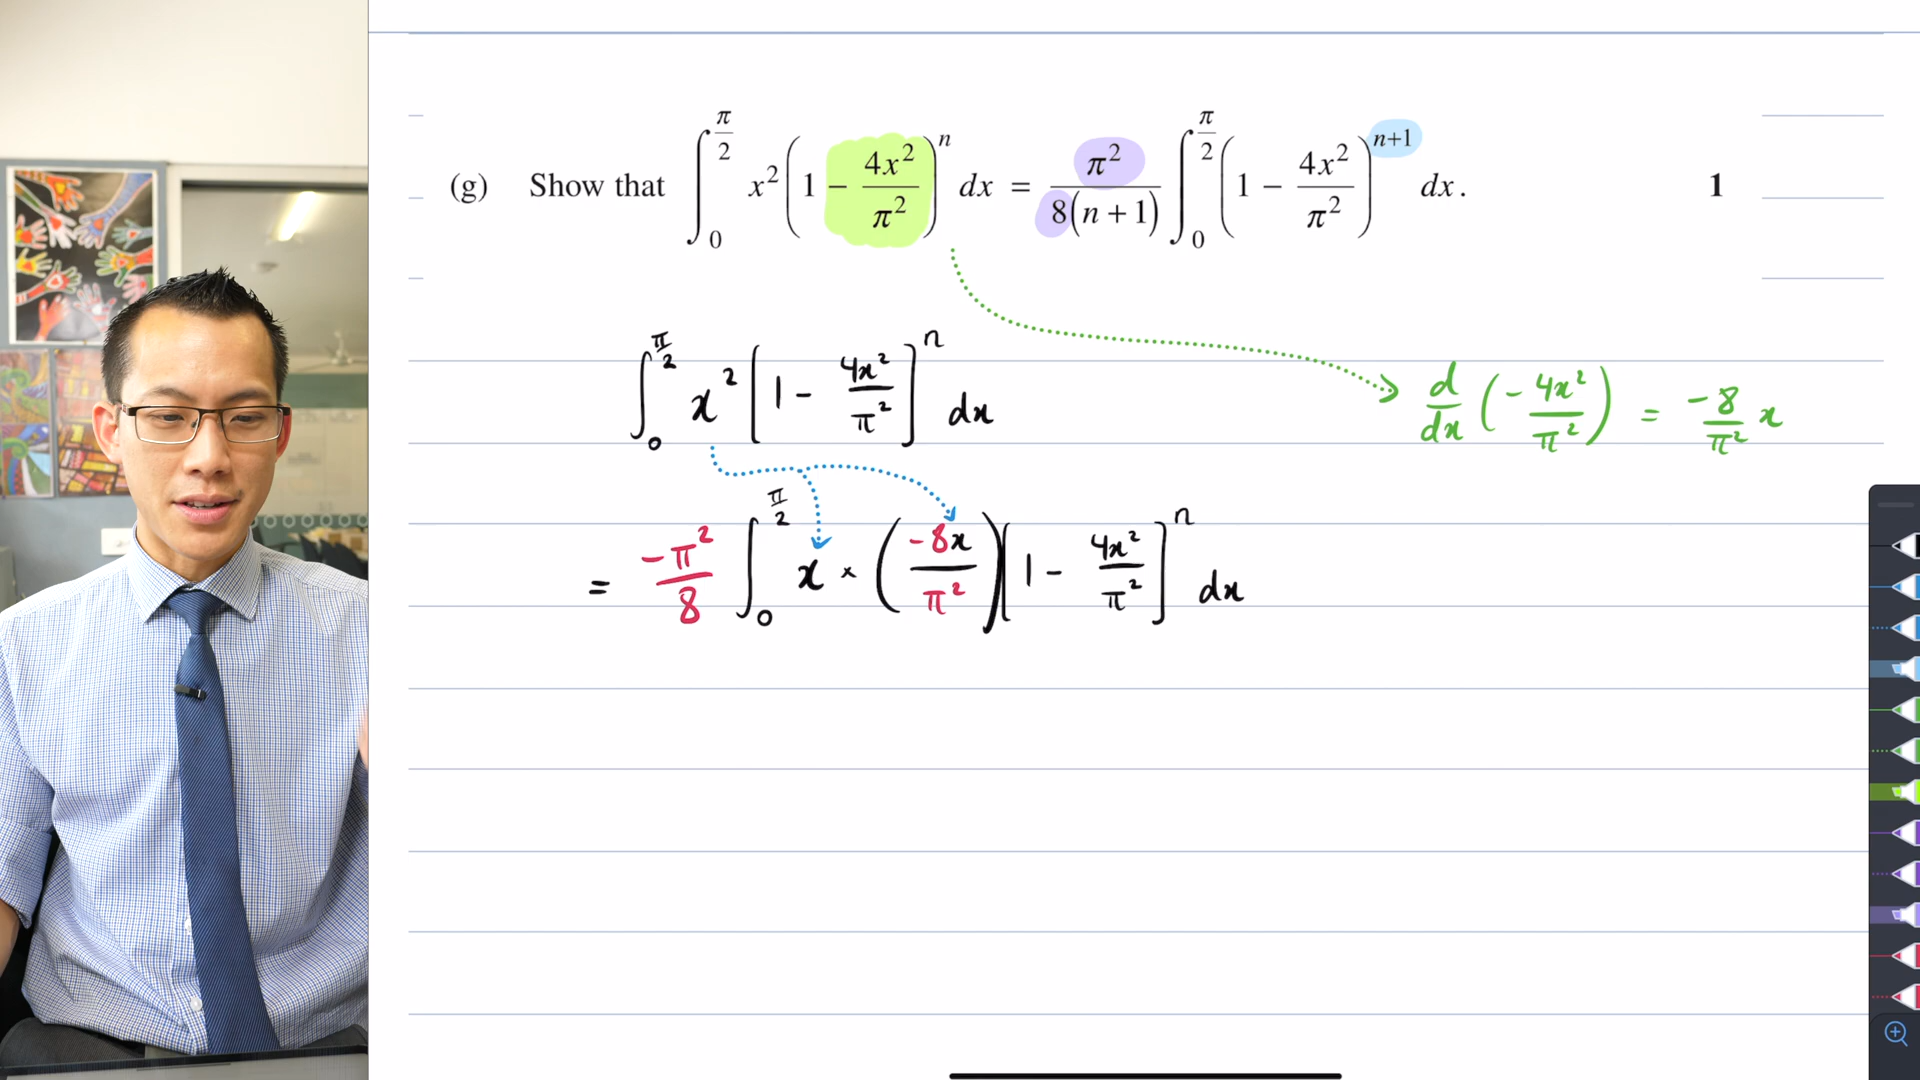 (g) Show that ∫₀^(π/2) x²(1 − 4x²/π²)ⁿ dx = π²/8(n + 1) ∫₀^(π/2) (1 − 4x²/π²)ⁿ⁺¹ dx. 1
∫₀^(π/2) x² [1 − 4x²/π²]ⁿ dx
d/dx (−4x²/π²) = −8/π² x
= −π²/8 ∫₀^(π/2) x × (−8x/π²)[1 − 4x²/π²]ⁿ dx